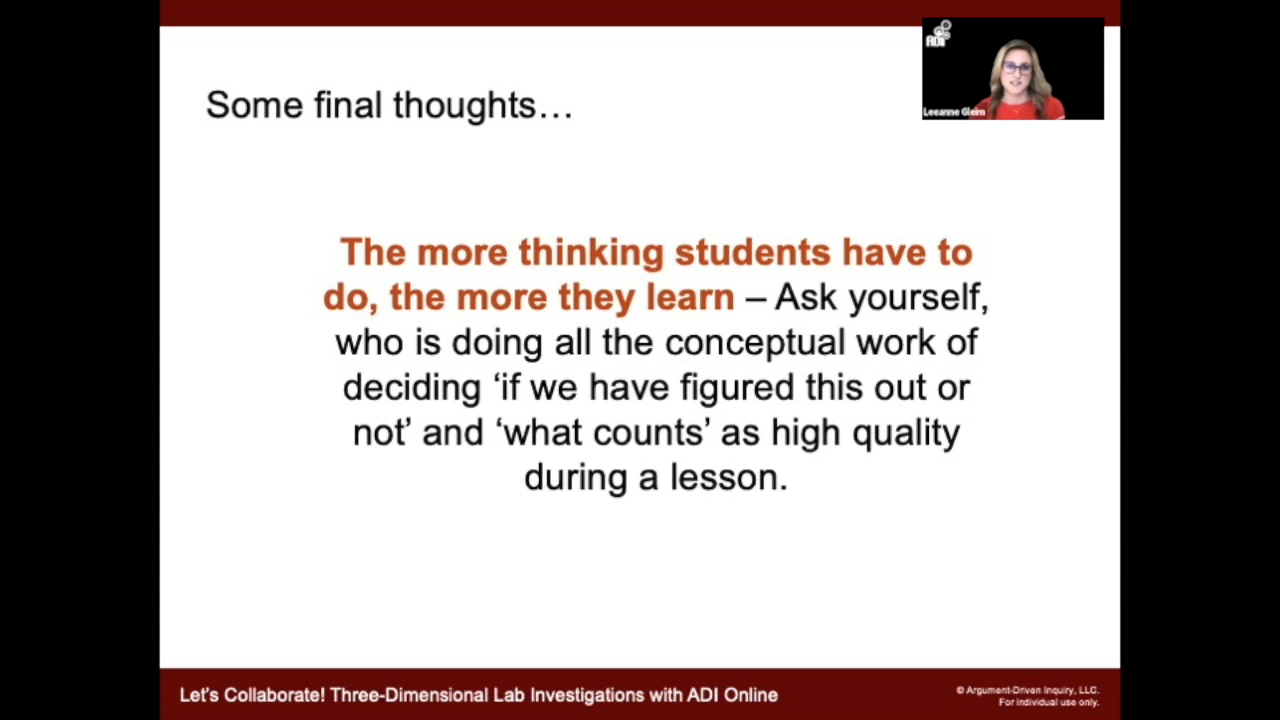 ADI
Leeanne Gleim
Some final thoughts…
The more thinking students have to
do, the more they learn – Ask yourself,
who is doing all the conceptual work of
deciding ‘if we have figured this out or
not’ and ‘what counts’ as high quality
during a lesson.
Let's Collaborate! Three-Dimensional Lab Investigations with ADI Online
© Argument-Driven Inquiry, LLC.
For individual use only.